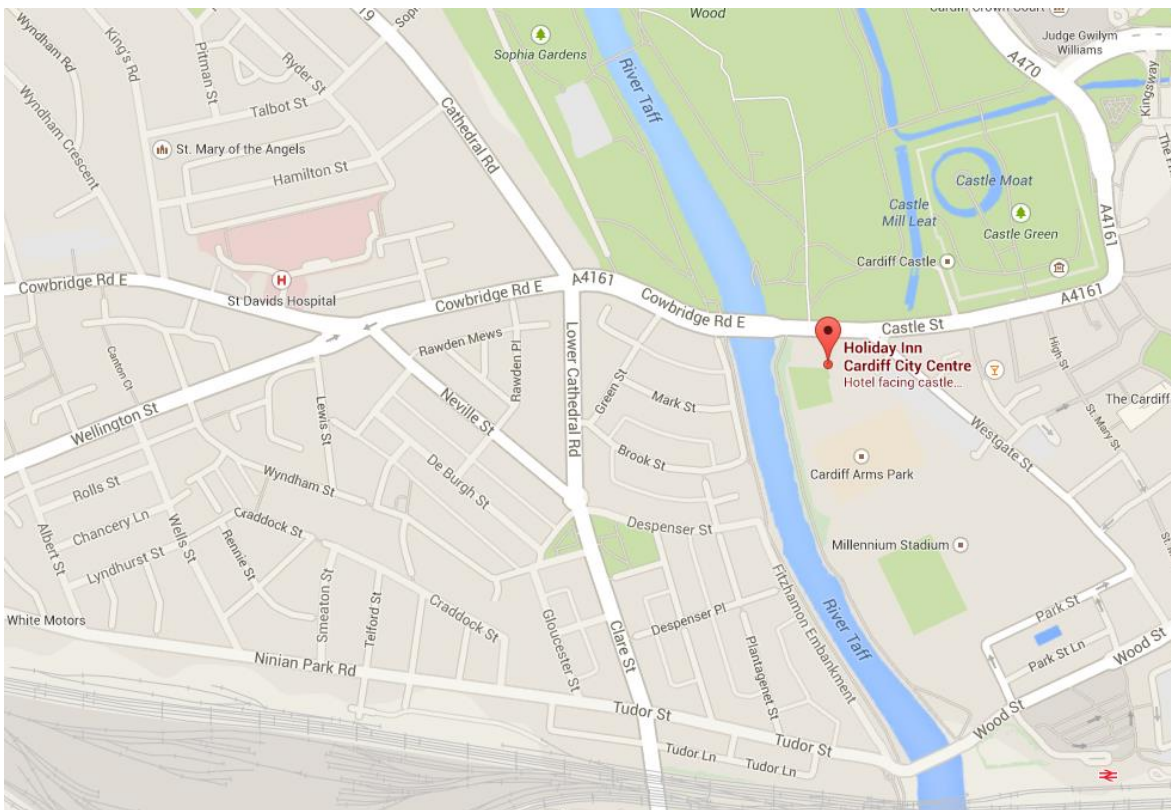 Wood
Cardiff Crown Court
19
Judge Gwilym
Williams
Wyndham Rd
King's Rd
Pitman St
Ryder St
Sophia Gardens
River Taff
A470
Kingsway
Talbot St
Cathedral Rd
Wyndham Crescent
St. Mary of the Angels
Hamilton St
Castle Moat
Castle
Mill Leat
Castle Green
A4161
Cardiff Castle
H
St Davids Hospital
Cowbridge Rd E
Cowbridge Rd E
A4161
Cowbridge Rd E
A4161
Castle St
Rawden Mews
Rawden Pl
Lower Cathedral Rd
Holiday Inn
Cardiff City Centre
Hotel facing castle...
High St
Canton Ct
Green St
Mark St
The Cardiff
St. Mary St
Wellington St
Lewis St
Neville St
Westgate St
Brook St
Cardiff Arms Park
De Burgh St
Wyndham St
Rolls St
Chancery Ln
Craddock St
Despenser St
Albert St
Lyndhurst St
Wells St
Rennie St
Millennium Stadium
Fitzhamon Embankment
Smeaton St
Telford St
Craddock St
Gloucester St
Clare St
Despenser Pl
River Taff
Park St
White Motors
Plantagenet St
Park St Ln
Wood St
Ninian Park Rd
Tudor St
Wood St
Tudor St
Tudor Ln
Tudor Ln